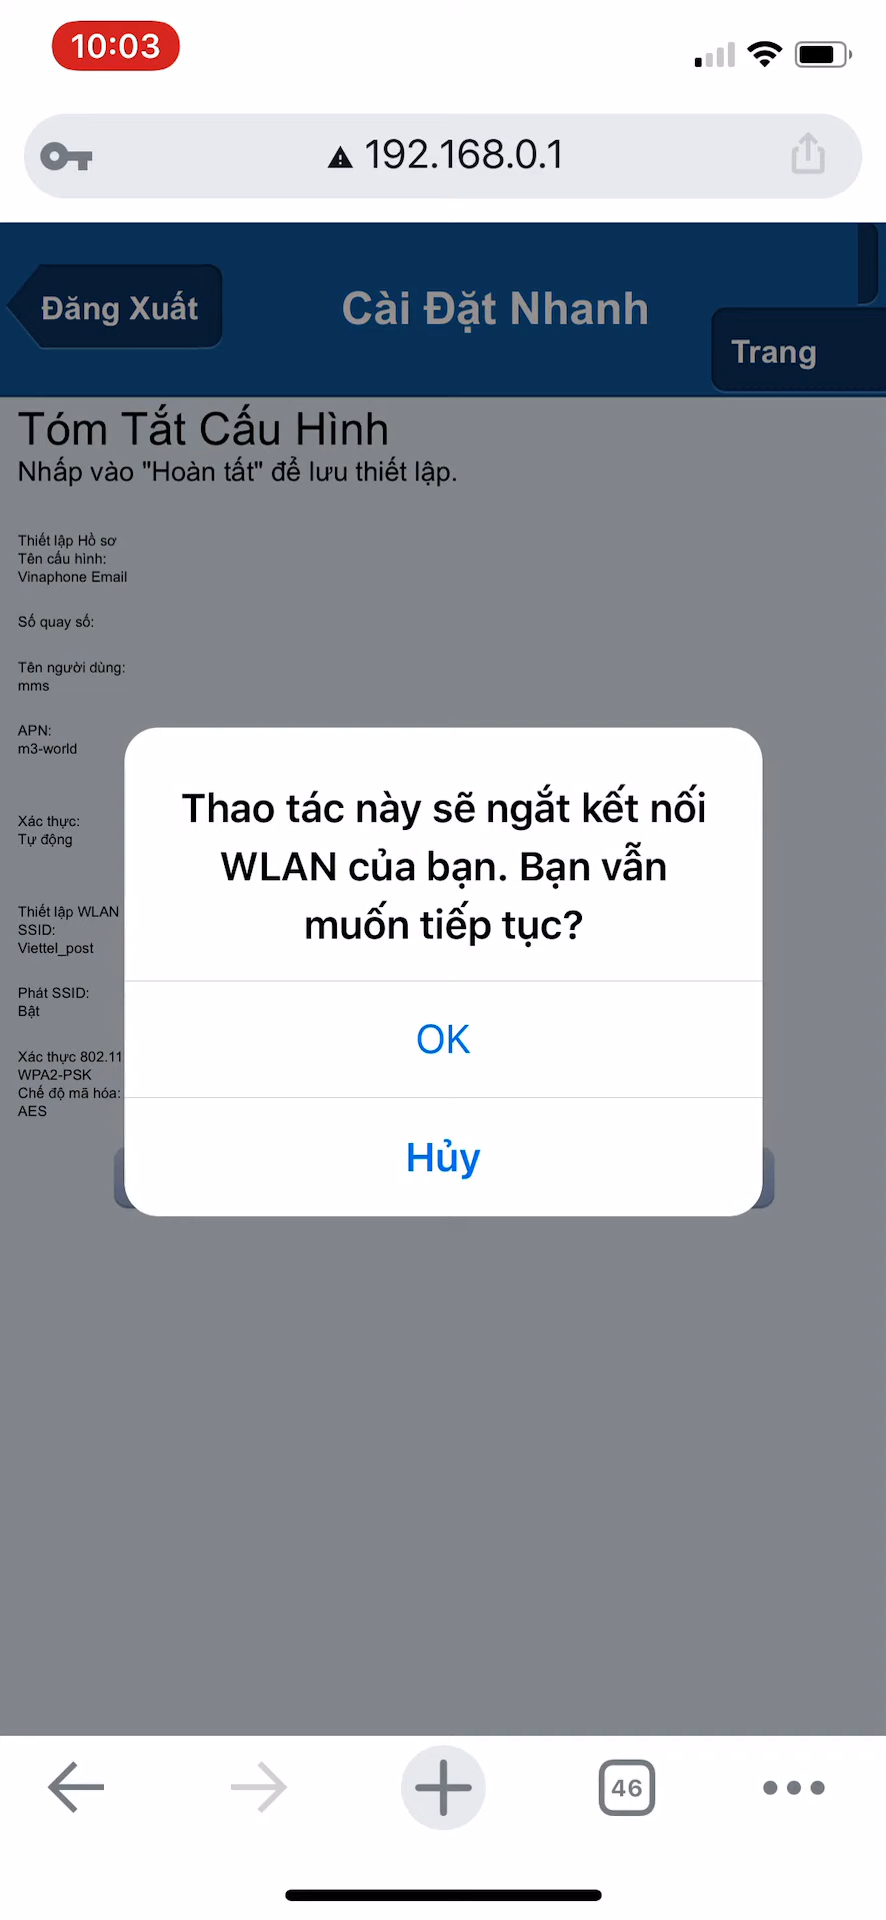 10:03
192.168.0.1
Đăng Xuất
Cài Đặt Nhanh
Trang
Tóm Tắt Cấu Hình
Nhấp vào "Hoàn tất" để lưu thiết lập.
Thiết lập Hồ sơ
Tên cấu hình:
Vinaphone Email
Số quay số:
Tên người dùng:
mms
APN:
m3-world
Xác thực:
Tự động
Thiết lập WLAN
SSID:
Viettel_post
Phát SSID:
Bật
Xác thực 802.11
WPA2-PSK
Chế độ mã hóa:
AES
Thao tác này sẽ ngắt kết nối
WLAN của bạn. Bạn vẫn
muốn tiếp tục?
OK
Hủy
46